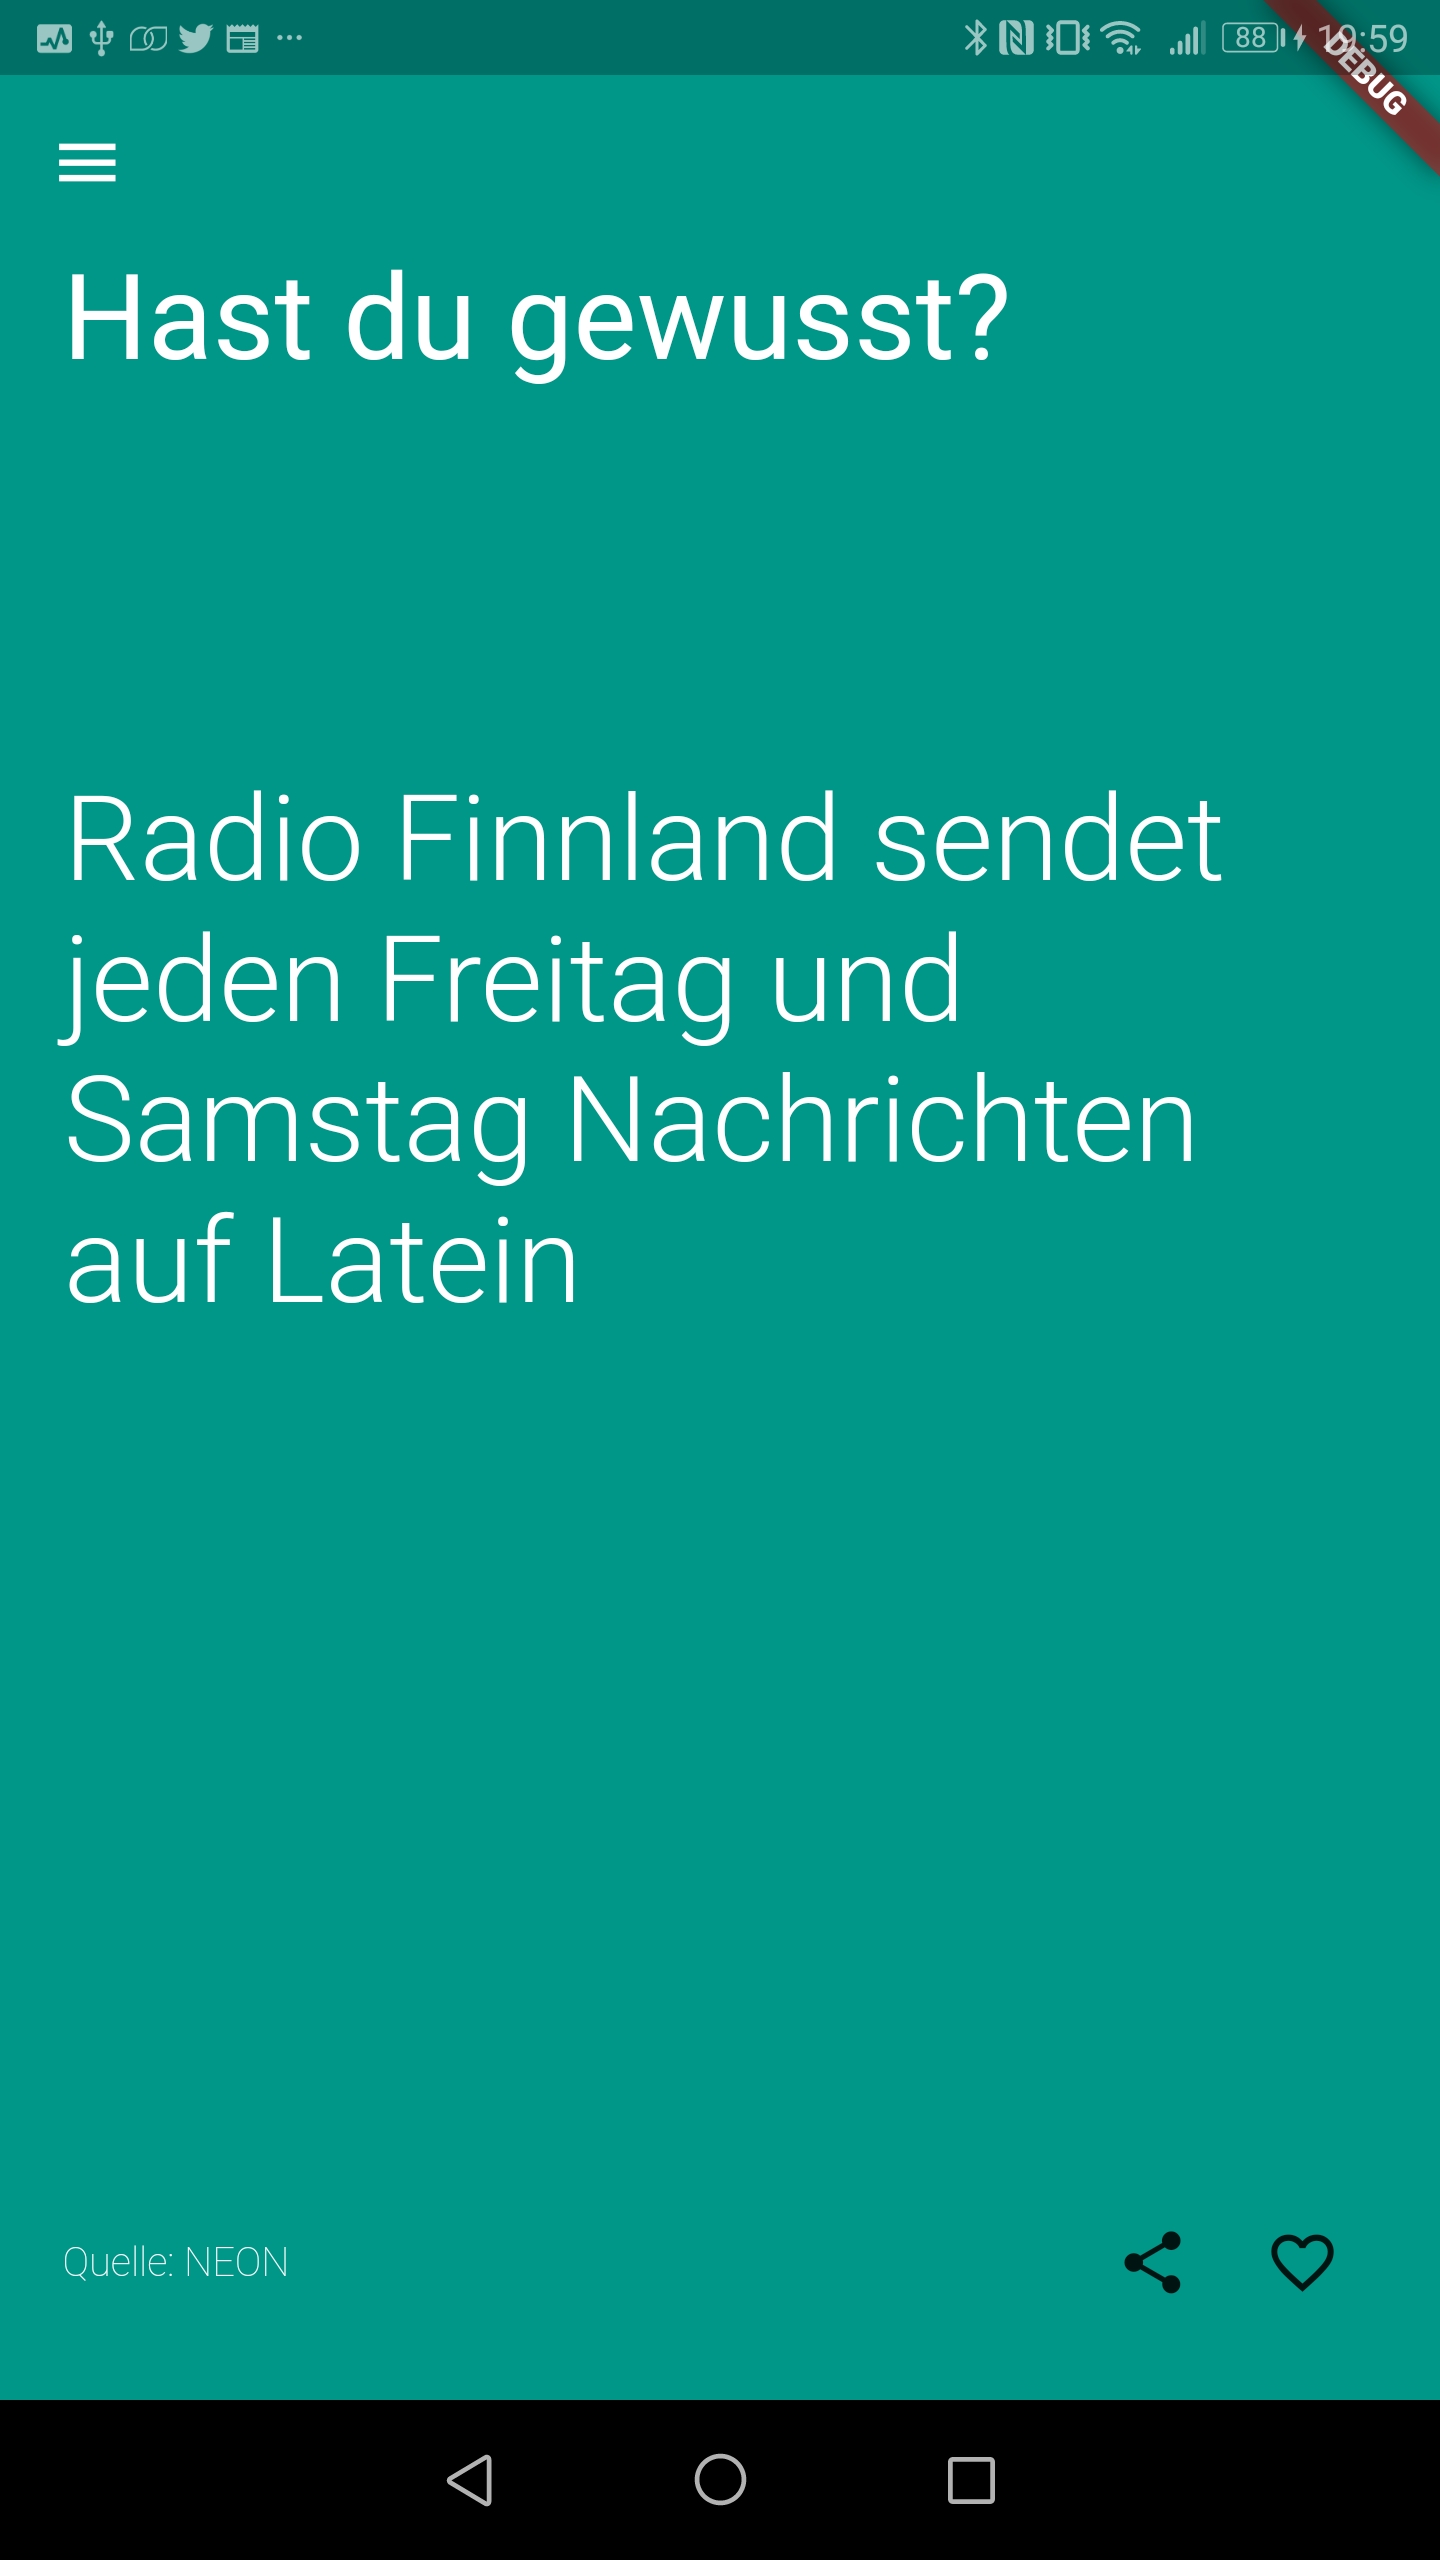 88 19:59
DEBUG
Hast du gewusst?
Radio Finnland sendet
jeden Freitag und
Samstag Nachrichten
auf Latein
Quelle: NEON